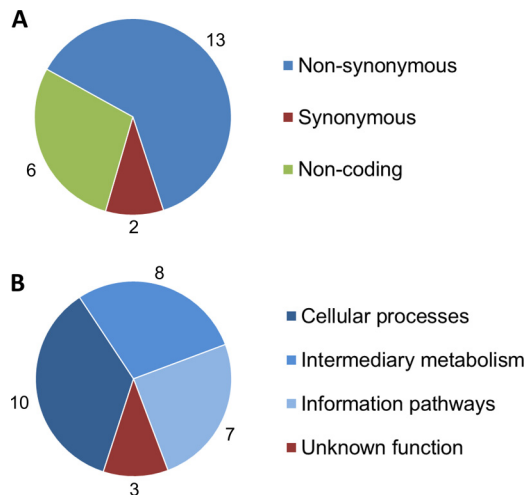 A
13
Non-synonymous
Synonymous
Non-coding
6
2
B
8
Cellular processes
Intermediary metabolism
Information pathways
Unknown function
10
7
3